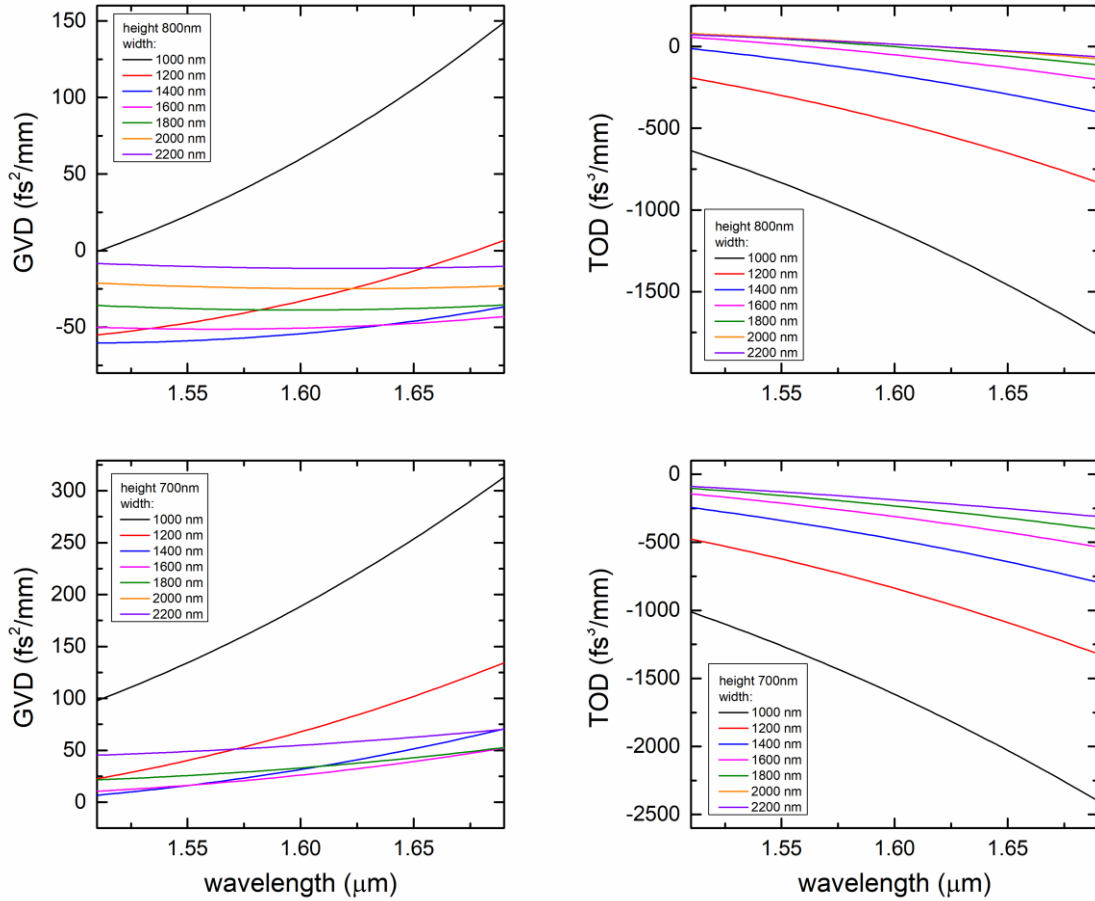 150
100
50
0
-50
GVD (fs²/mm)
height 800nm
width:
1000 nm
1200 nm
1400 nm
1600 nm
1800 nm
2000 nm
2200 nm
1.55
1.60
1.65
0
-500
-1000
-1500
TOD (fs³/mm)
height 800nm
width:
1000 nm
1200 nm
1400 nm
1600 nm
1800 nm
2000 nm
2200 nm
1.55
1.60
1.65
300
250
200
150
100
50
0
GVD (fs²/mm)
height 700nm
width:
1000 nm
1200 nm
1400 nm
1600 nm
1800 nm
2000 nm
2200 nm
1.55
1.60
1.65
wavelength (μm)
0
-500
-1000
-1500
-2000
-2500
TOD (fs³/mm)
height 700nm
width:
1000 nm
1200 nm
1400 nm
1600 nm
1800 nm
2000 nm
2200 nm
1.55
1.60
1.65
wavelength (μm)